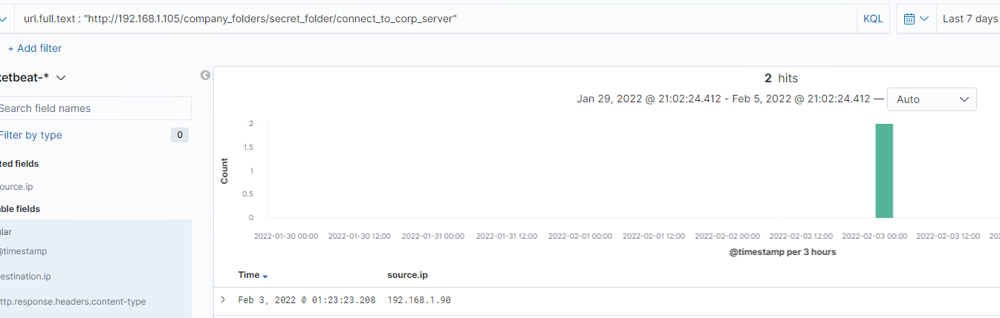 url.full.text : "http://192.168.1.105/company_folders/secret_folder/connect_to_corp_server"
KQL
Last 7 days
+ Add filter
ketbeat-*
2 hits
Jan 29, 2022 @ 21:02:24.412 - Feb 5, 2022 @ 21:02:24.412 —
Auto
Search field names
Filter by type
0
ted fields
ource.ip
ble fields
ular
@timestamp
estination.ip
ttp.response.headers.content-type
Count
2
1.5
1
0.5
0
2022-01-30 00:00 2022-01-30 12:00 2022-01-31 00:00 2022-01-31 12:00 2022-02-01 00:00 2022-02-01 12:00 2022-02-02 00:00 2022-02-02 12:00 2022-02-03 00:00 2022-02-03 12:00 202
@timestamp per 3 hours
Time source.ip
Feb 3, 2022 @ 01:23:23.208 192.168.1.90